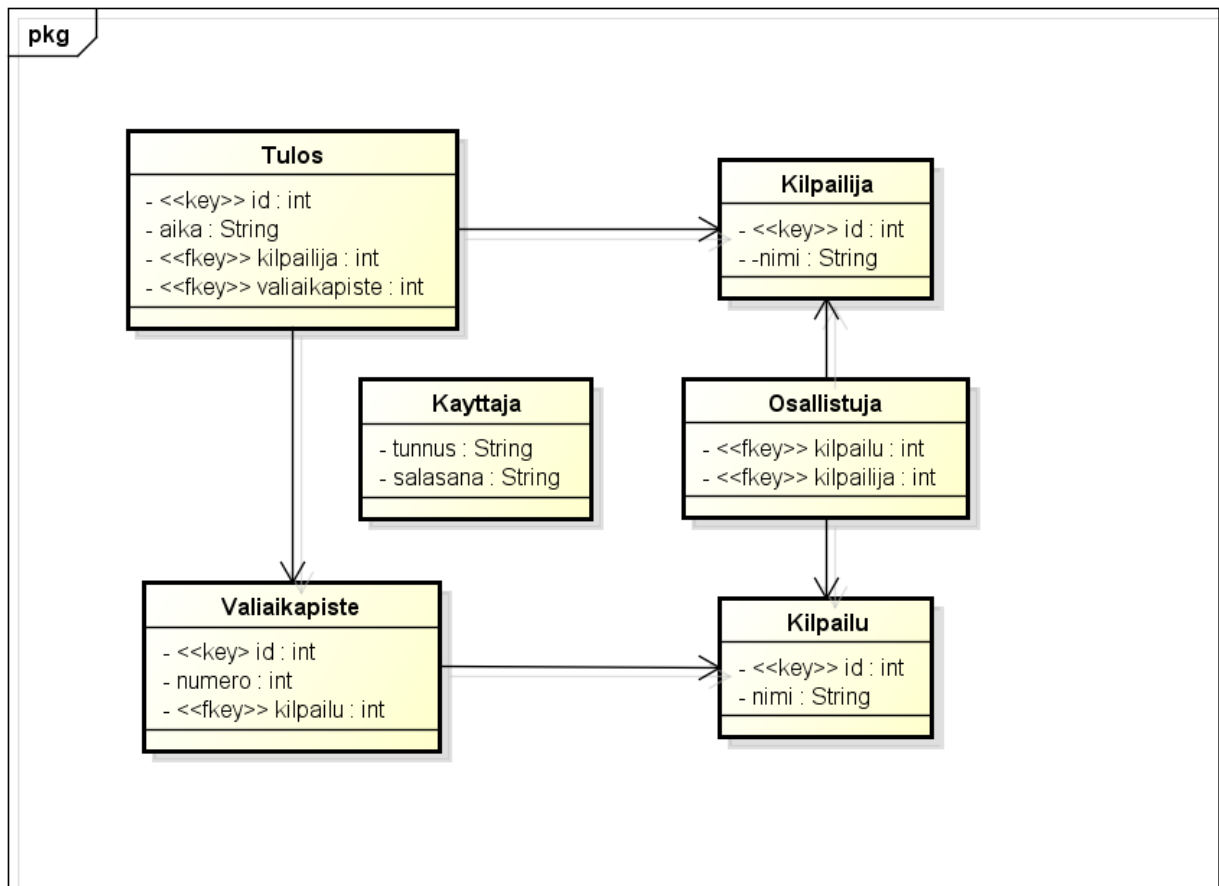 pkg
Tulos
- <<key>> id : int
- aika : String
- <<fkey>> kilpailija : int
- <<fkey>> valiaikapiste : int
Kilpailija
- <<key>> id : int
- -nimi : String
Kayttaja
- tunnus : String
- salasana : String
Osallistuja
- <<fkey>> kilpailu : int
- <<fkey>> kilpailija : int
Valiaikapiste
- <<key> id : int
- numero : int
- <<fkey>> kilpailu : int
Kilpailu
- <<key>> id : int
- nimi : String